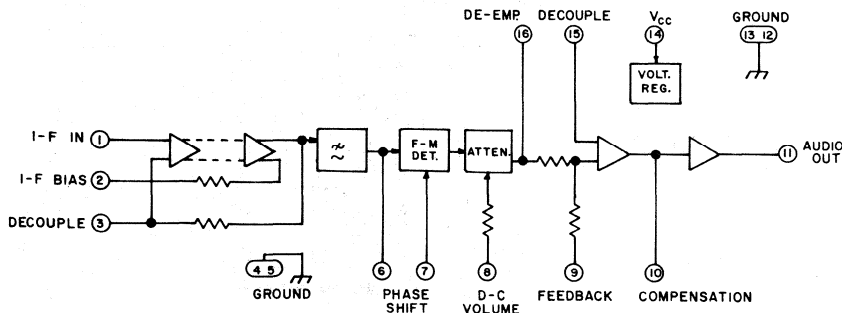 DE-EMP. DECOUPLE VCC GROUND
16 15 14 13 12
VOLT.
REG.
I-F IN 1
F-M
DET.
ATTEN.
11 AUDIO
OUT
I-F BIAS 2
DECOUPLE 3
4 5
GROUND
6 7 8 9 10
PHASE
SHIFT
D-C
VOLUME
FEEDBACK
COMPENSATION